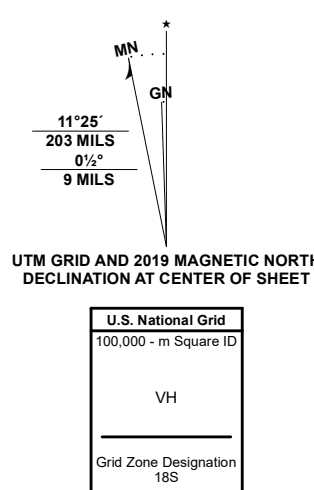 MN
GN
11°25´
203 MILS
0½°
9 MILS
UTM GRID AND 2019 MAGNETIC NORTH
DECLINATION AT CENTER OF SHEET
U.S. National Grid
100,000 - m Square ID
VH
Grid Zone Designation
18S